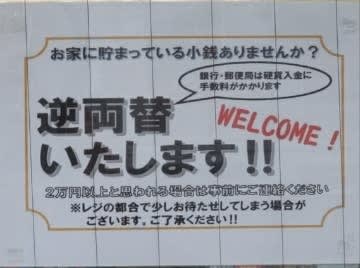 お家に貯まっている小銭ありませんか？
銀行・郵便局は硬貨入金に
手数料がかかります
逆両替
WELCOME！
いたします!!
２万円以上と思われる場合は事前にご連絡ください
※レジの都合で少しお待たせしてしまう場合が
ございます。ご了承ください!!